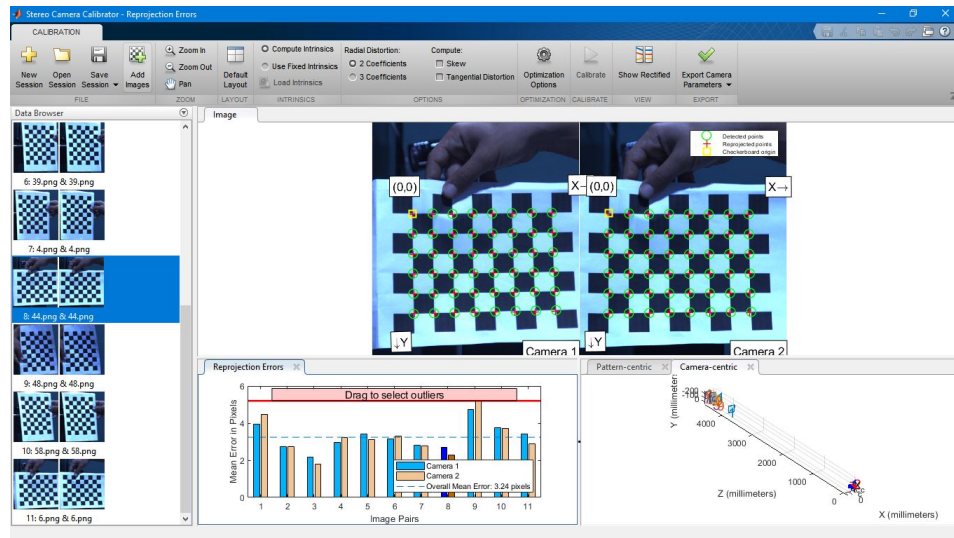 Stereo Camera Calibrator - Reprojection Errors
CALIBRATION
New Session
Open Session
Save Session
Add Images
FILE
Zoom In
Zoom Out
Pan
ZOOM
Default Layout
LAYOUT
Compute Intrinsics
Use Fixed Intrinsics
Load Intrinsics
INTRINSICS
Radial Distortion:
2 Coefficients
3 Coefficients
Compute:
Skew
Tangential Distortion
OPTIONS
Optimization Options
OPTIMIZATION
Calibrate
CALIBRATE
Show Rectified
VIEW
Export Camera Parameters
EXPORT
Data Browser
6: 39.png & 39.png
7: 4.png & 4.png
8: 44.png & 44.png
9: 48.png & 48.png
10: 58.png & 58.png
11: 6.png & 6.png
Image
Detected points
Reprojected points
Checkerboard origin
(0,0)
X→
(0,0)
X→
↓Y
Camera 1
↓Y
Camera 2
Reprojection Errors
Drag to select outliers
Mean Error in Pixels
6
4
2
0
Camera 1
Camera 2
Overall Mean Error: 3.24 pixels
1 2 3 4 5 6 7 8 9 10 11
Image Pairs
Pattern-centric
Camera-centric
Y (millimeters)
-200
-100
0
4000
3000
2000
1000
0
0
Z (millimeters)
X (millimeters)